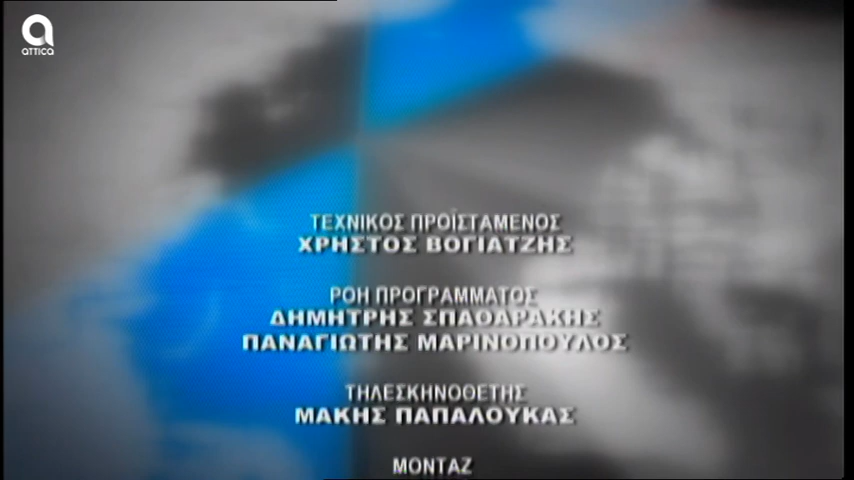 attica
ΤΕΧΝΙΚΟΣ ΠΡΟΪΣΤΑΜΕΝΟΣ
ΧΡΗΣΤΟΣ ΒΟΓΙΑΤΖΗΣ
ΡΟΗ ΠΡΟΓΡΑΜΜΑΤΟΣ
ΔΗΜΗΤΡΗΣ ΣΠΑΘΑΡΑΚΗΣ
ΠΑΝΑΓΙΩΤΗΣ ΜΑΡΙΝΟΠΟΥΛΟΣ
ΤΗΛΕΣΚΗΝΟΘΕΤΗΣ
ΜΑΚΗΣ ΠΑΠΑΛΟΥΚΑΣ
ΜΟΝΤΑΖ